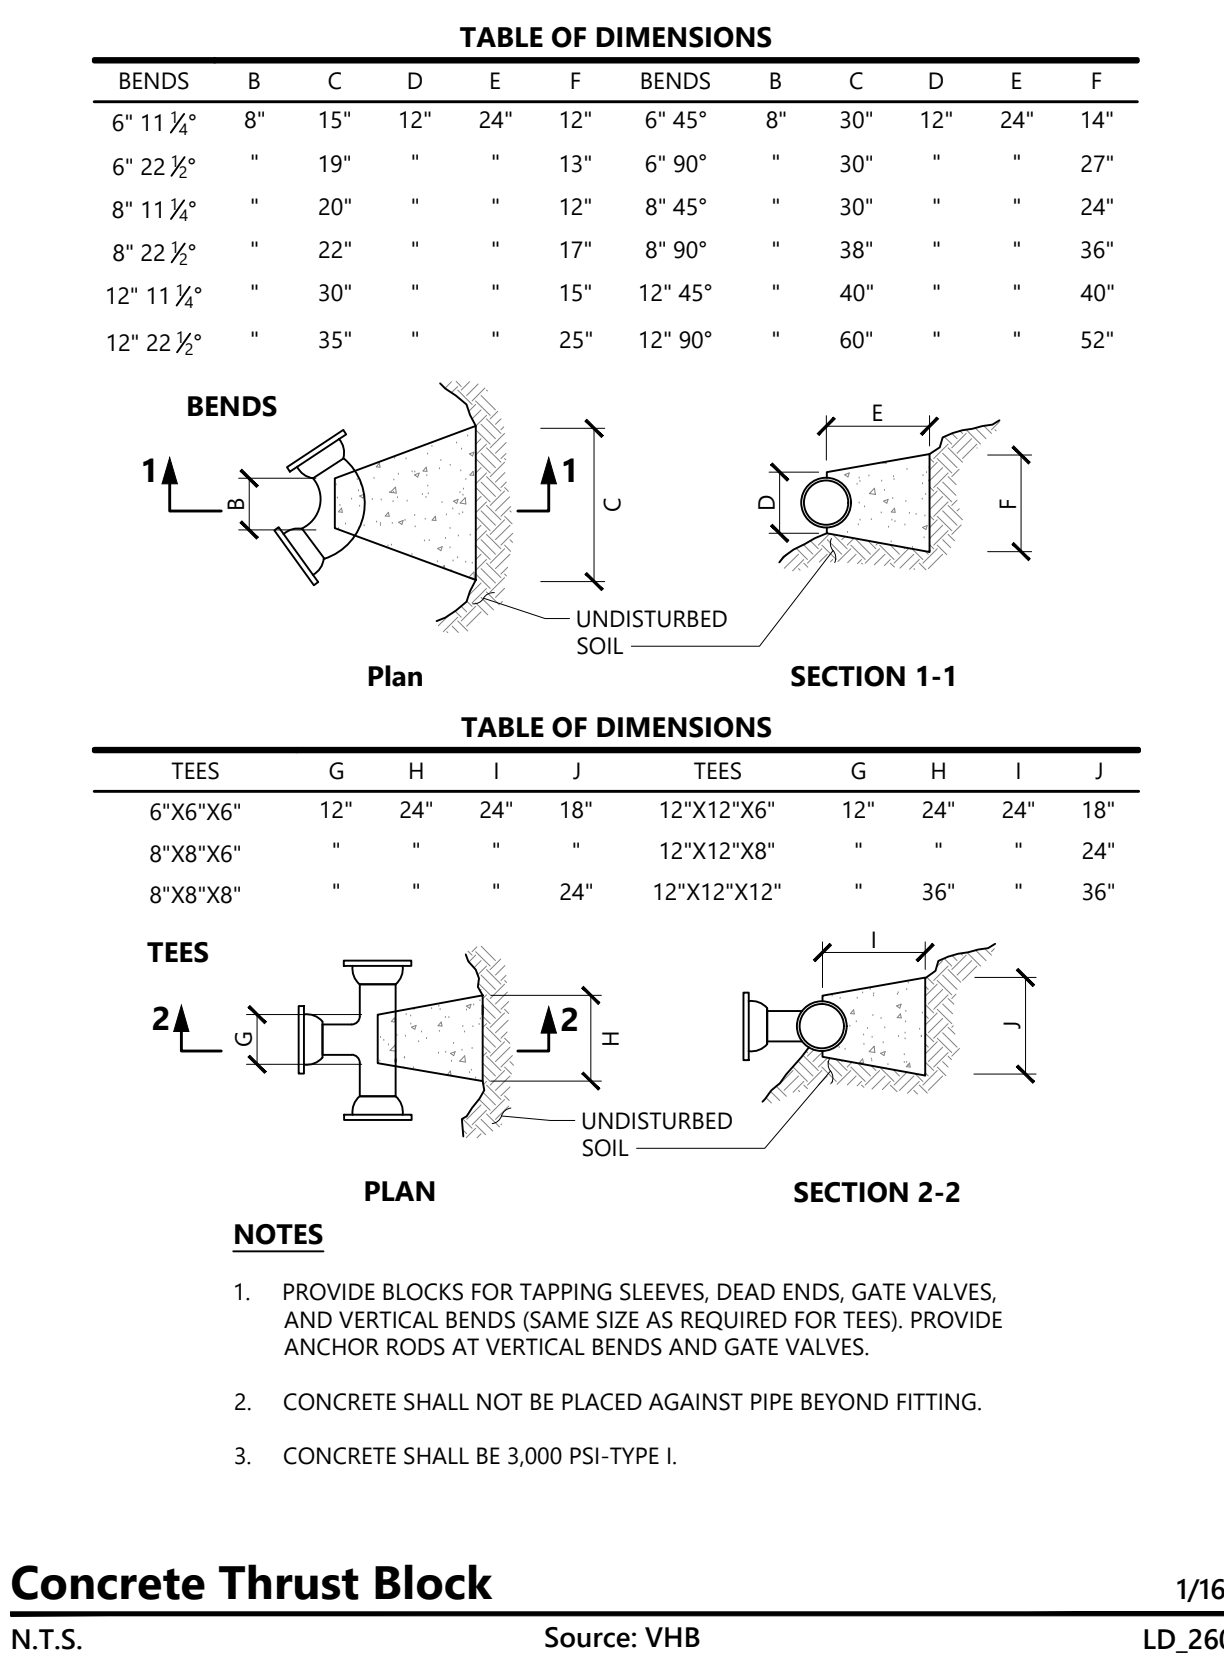 TABLE OF DIMENSIONS
BENDS B C D E F BENDS B C D E F
6" 11 ¼° 8" 15" 12" 24" 12" 6" 45° 8" 30" 12" 24" 14"
6" 22 ½° " 19" " " 13" 6" 90° " 30" " " 27"
8" 11 ¼° " 20" " " 12" 8" 45° " 30" " " 24"
8" 22 ½° " 22" " " 17" 8" 90° " 38" " " 36"
12" 11 ¼° " 30" " " 15" 12" 45° " 40" " " 40"
12" 22 ½° " 35" " " 25" 12" 90° " 60" " " 52"
BENDS
1 1
B
C
E
D
F
UNDISTURBED
SOIL
Plan
SECTION 1-1
TABLE OF DIMENSIONS
TEES G H I J TEES G H I J
6"X6"X6" 12" 24" 24" 18" 12"X12"X6" 12" 24" 24" 18"
8"X8"X6" " " " " 12"X12"X8" " " " 24"
8"X8"X8" " " " 24" 12"X12"X12" " 36" " 36"
TEES
2 2
G
H
I
J
UNDISTURBED
SOIL
PLAN
SECTION 2-2
NOTES
1. PROVIDE BLOCKS FOR TAPPING SLEEVES, DEAD ENDS, GATE VALVES,
AND VERTICAL BENDS (SAME SIZE AS REQUIRED FOR TEES). PROVIDE
ANCHOR RODS AT VERTICAL BENDS AND GATE VALVES.
2. CONCRETE SHALL NOT BE PLACED AGAINST PIPE BEYOND FITTING.
3. CONCRETE SHALL BE 3,000 PSI-TYPE I.
Concrete Thrust Block 1/16
N.T.S. Source: VHB LD_260